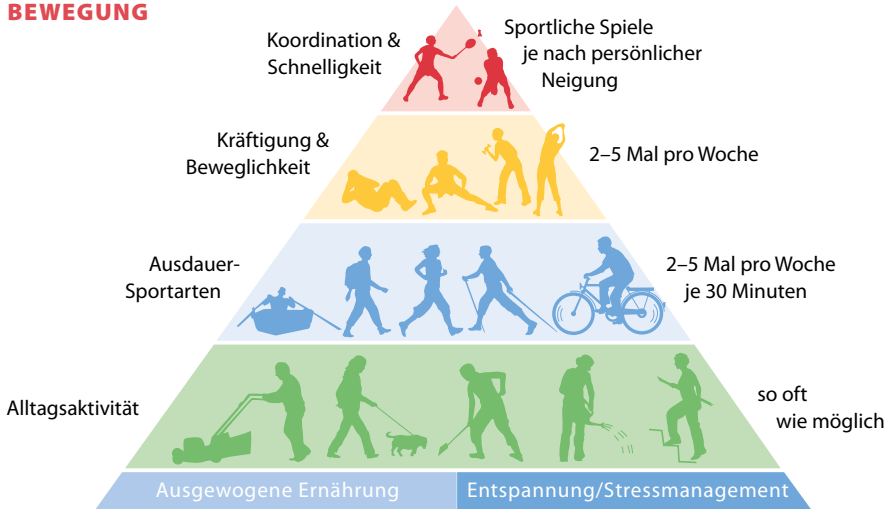 BEWEGUNG
Koordination &
Schnelligkeit
Sportliche Spiele
je nach persönlicher
Neigung
Kräftigung &
Beweglichkeit
2–5 Mal pro Woche
Ausdauer-
Sportarten
2–5 Mal pro Woche
je 30 Minuten
Alltagsaktivität
so oft
wie möglich
Ausgewogene Ernährung
Entspannung/Stressmanagement